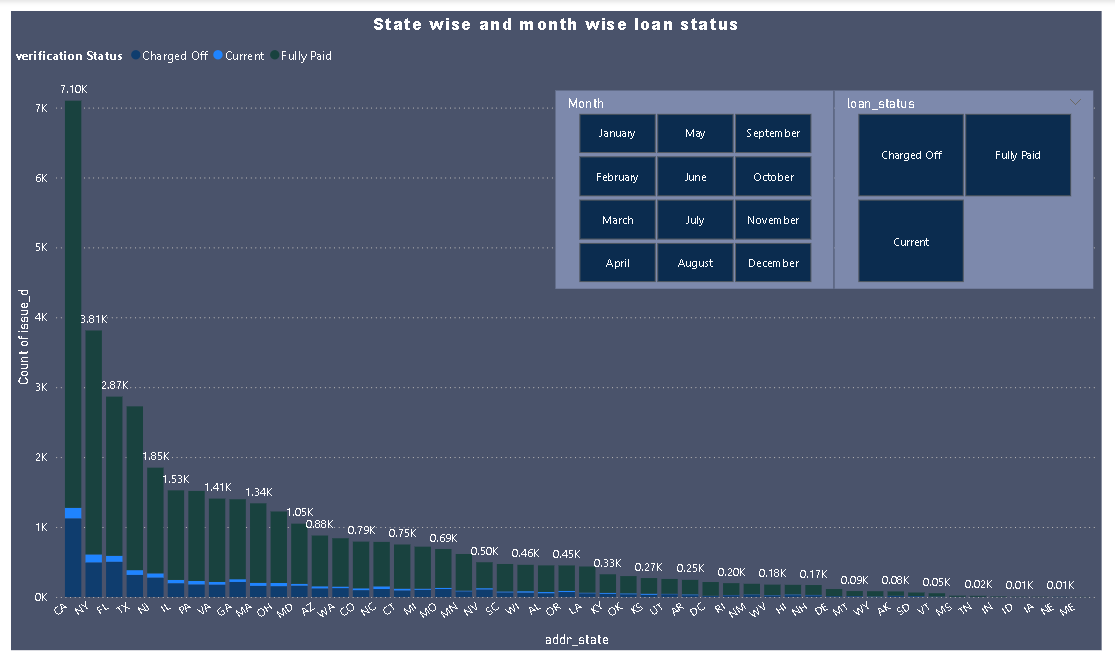 State wise and month wise loan status
verification Status Charged Off Current Fully Paid
Month
January May September
February June October
March July November
April August December
loan_status
Charged Off Fully Paid
Current
Count of issue_d
7K
6K
5K
4K
3K
2K
1K
0K
7.10K
3.81K
2.87K
1.85K
1.53K
1.41K
1.34K
1.05K
0.88K
0.79K
0.75K
0.69K
0.50K
0.46K
0.45K
0.33K
0.27K
0.25K
0.20K
0.18K
0.17K
0.09K
0.08K
0.05K
0.02K
0.01K
0.01K
CA NY FL TX NJ IL PA VA GA MA OH MD AZ WA CO NC CT MI MO MN NV SC WI AL OR LA KY OK KS UT AR DC RI NM WV HI NH DE MT WY AK SD VT MS TN IN ID IA NE ME
addr_state